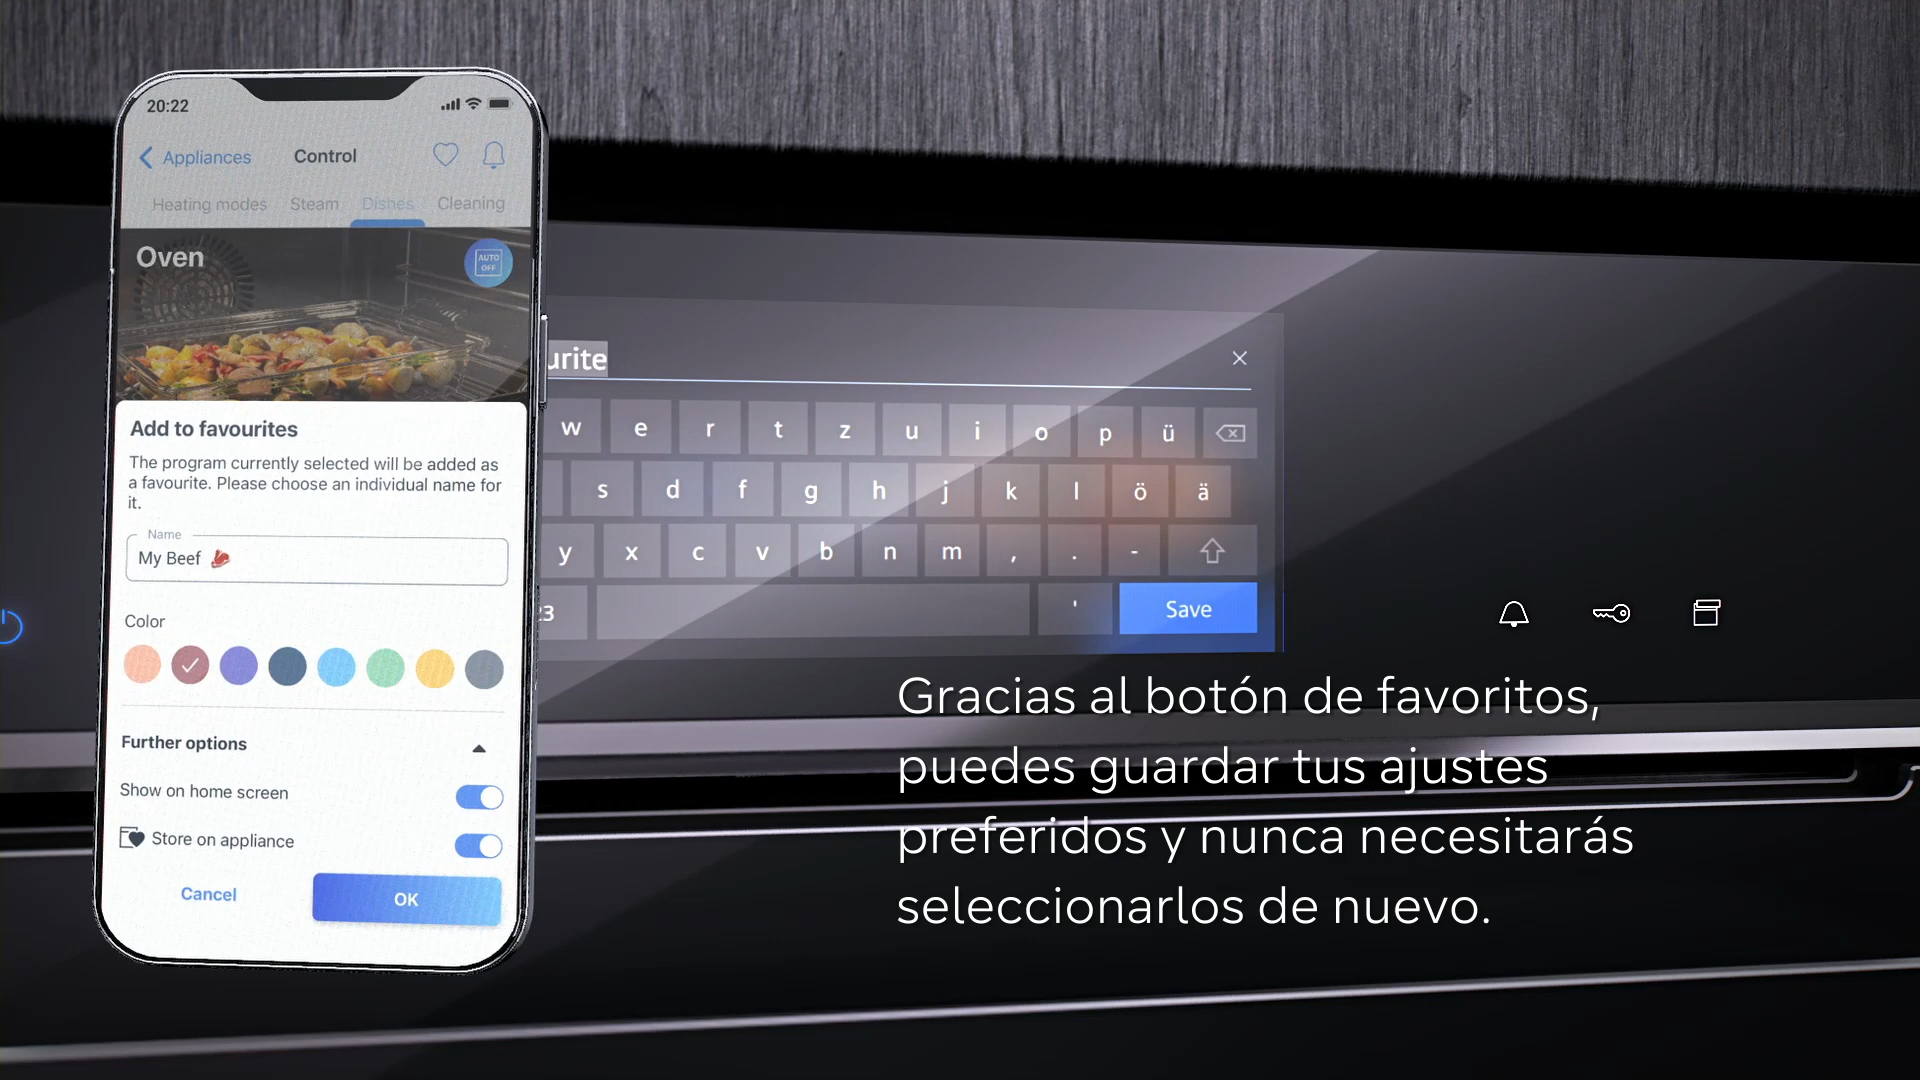 20:22
Appliances
Control
Heating modes Steam Dishes Cleaning
Oven
AUTO
OFF
Add to favourites
The program currently selected will be added as
a favourite. Please choose an individual name for
it.
Name
My Beef 🥩
Color
Further options
Show on home screen
Store on appliance
Cancel
OK
urite
w e r t z u i o p ü
s d f g h j k l ö ä
y x c v b n m , . -
23 '
Save
Gracias al botón de favoritos,
puedes guardar tus ajustes
preferidos y nunca necesitarás
seleccionarlos de nuevo.